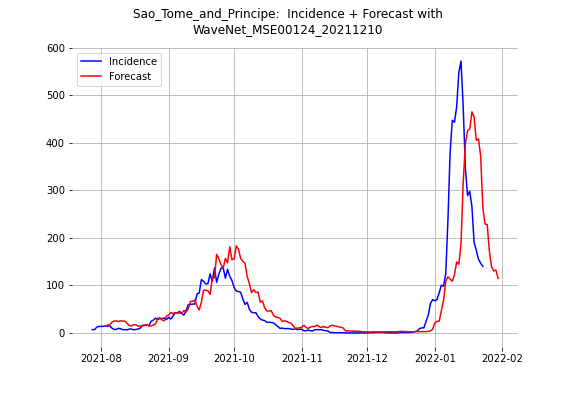 Sao_Tome_and_Principe:  Incidence + Forecast with
WaveNet_MSE00124_20211210
600
500
400
300
200
100
0
Incidence
Forecast
2021-08 2021-09 2021-10 2021-11 2021-12 2022-01 2022-02